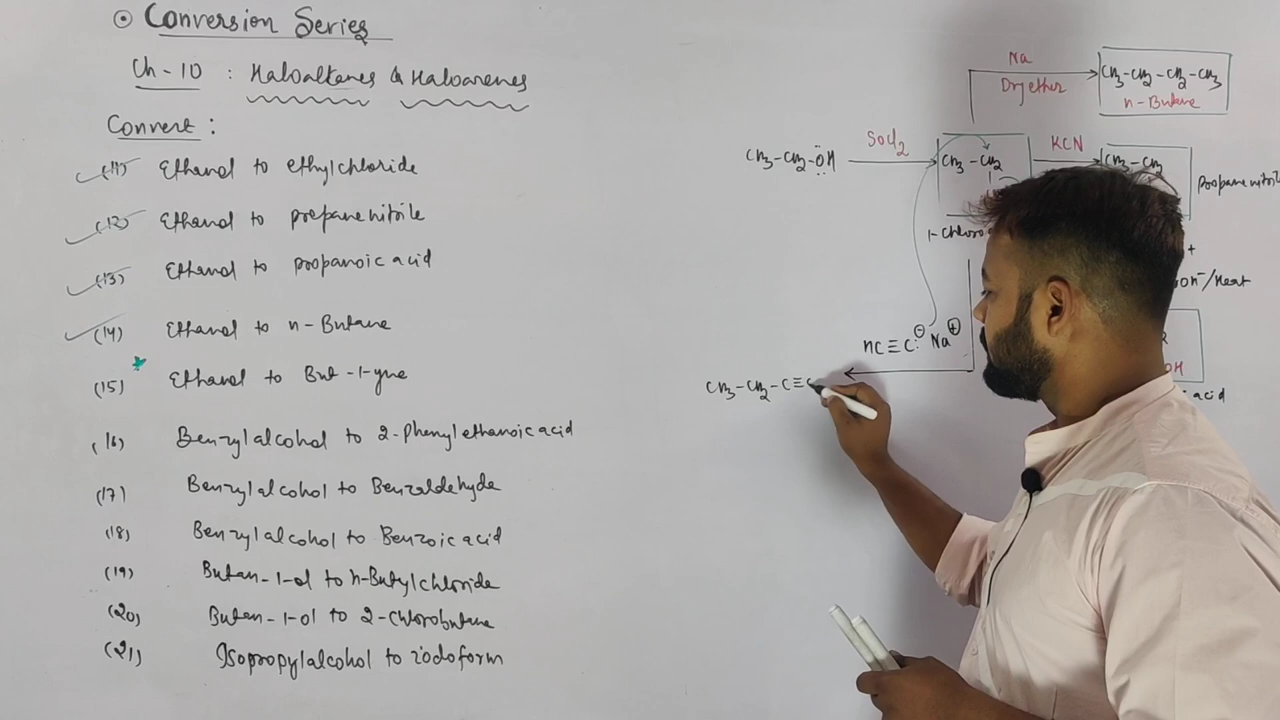 Conversion Series
Ch-10 : Haloalkenes & Haloarenes
Convert :
(11) Ethanol to ethylchloride
(12) Ethanol to propanenitrile
(13) Ethanol to propanoic acid
(14) Ethanol to n-Butane
(15) Ethanol to But-1-yne
(16) Benzylalcohol to 2-Phenylethanoic acid
(17) Benzylalcohol to Benzaldehyde
(18) Benzylalcohol to Benzoic acid
(19) Butan-1-ol to n-Butylchloride
(20) Butan-1-ol to 2-chlorobutane
(21) Isopropylalcohol to iodoform
Na
Dry ether
CH3-CH2-CH2-CH3
n-Butane
CH3-CH2-ÖH
SOCl2
CH3-CH2
KCN
CH3-CH2
Propanenitrile
1-Chloro
+
OH⁻/Heat
HC≡C:⊖ Na⊕
OH
acid
CH3-CH2-C≡C